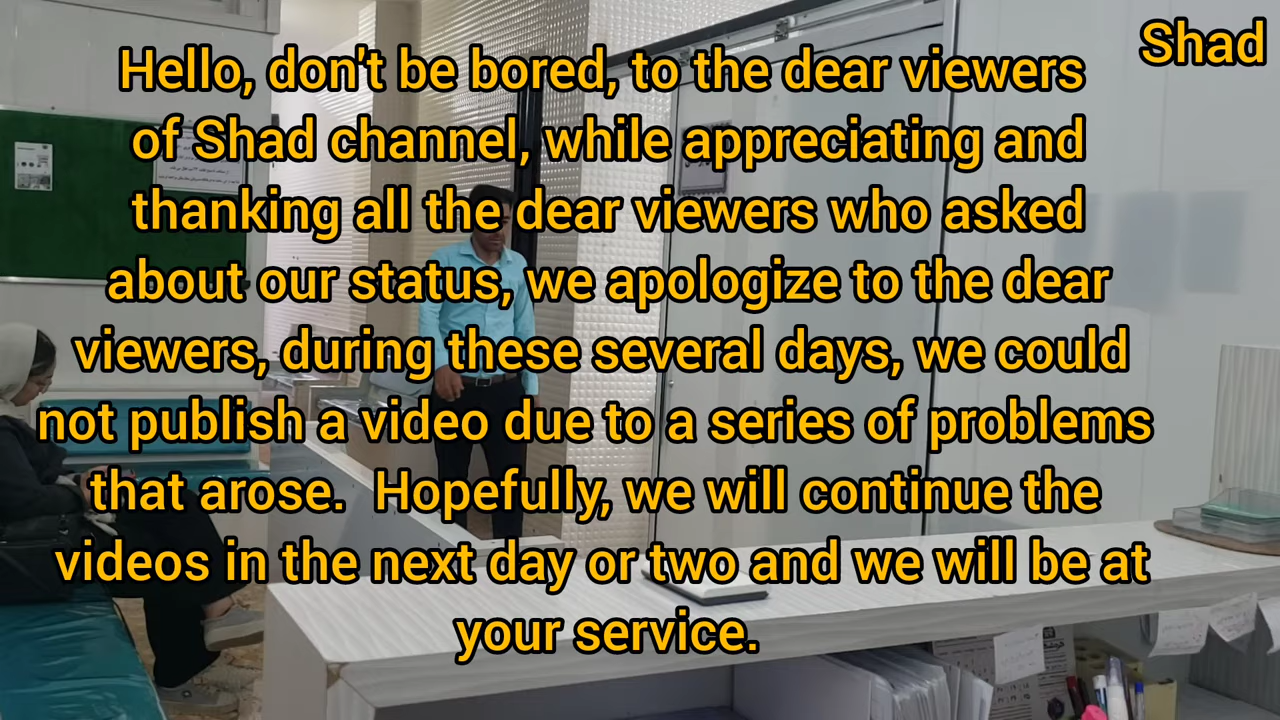 Shad
Hello, don't be bored, to the dear viewers
of Shad channel, while appreciating and
thanking all the dear viewers who asked
about our status, we apologize to the dear
viewers, during these several days, we could
not publish a video due to a series of problems
that arose.  Hopefully, we will continue the
videos in the next day or two and we will be at
your service.